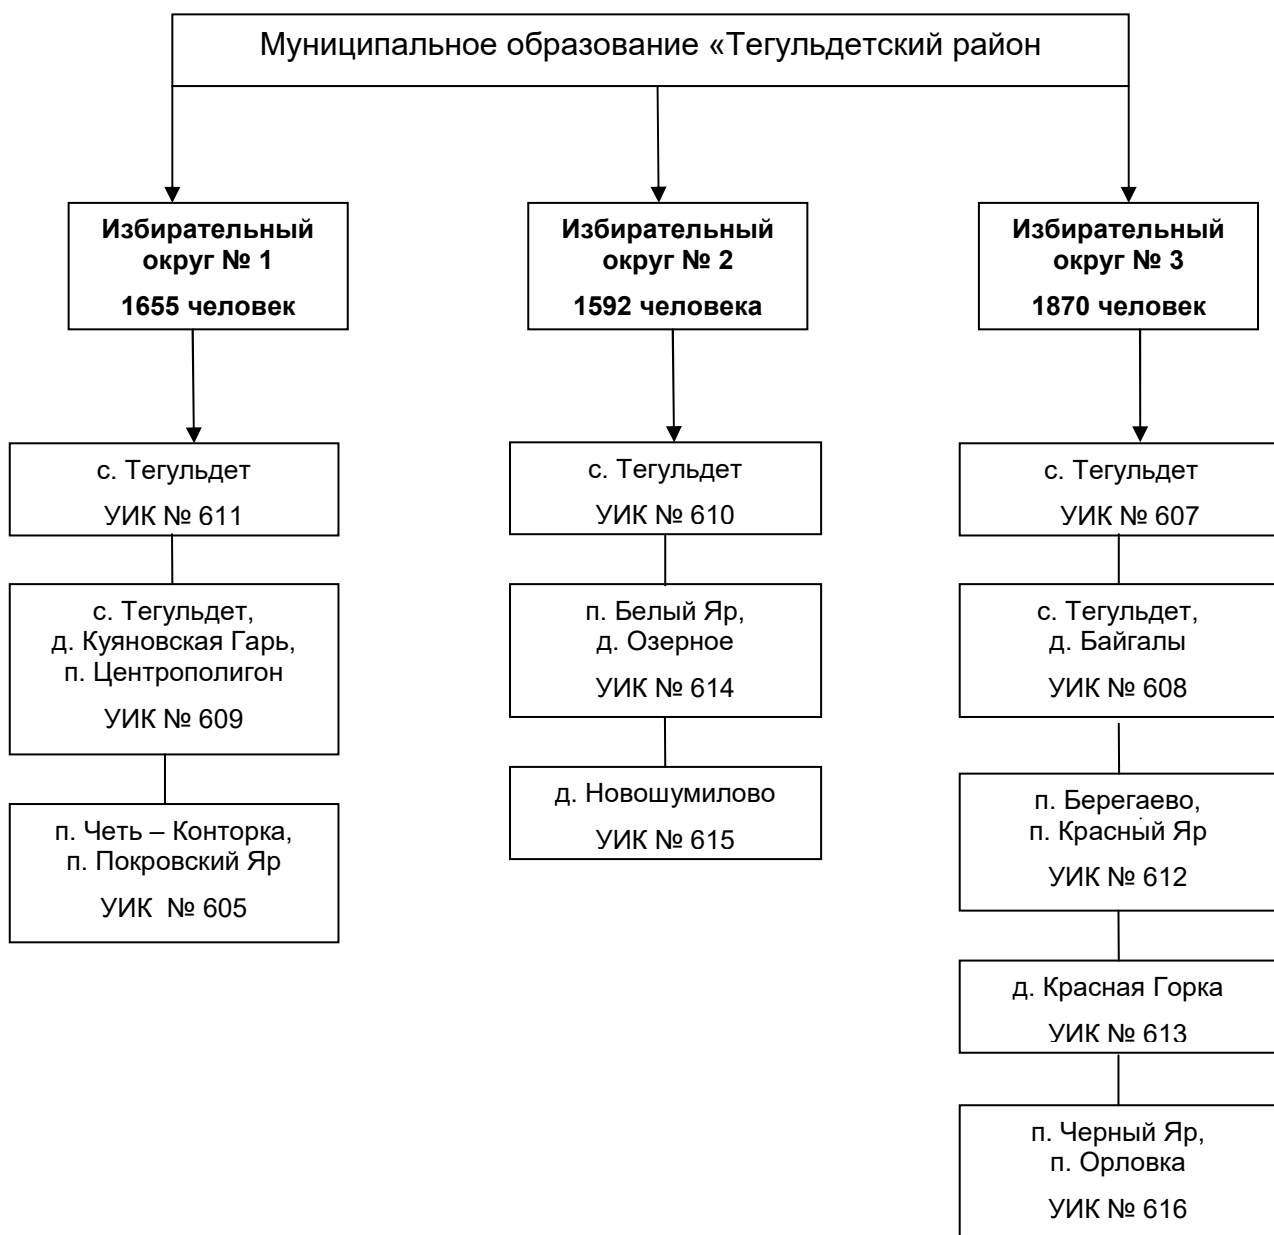 Муниципальное образование «Тегульдетский район
Избирательный
округ № 1
1655 человек
Избирательный
округ № 2
1592 человека
Избирательный
округ № 3
1870 человек
с. Тегульдет
УИК № 611
с. Тегульдет,
д. Куяновская Гарь,
п. Центрополигон
УИК № 609
п. Четь – Конторка,
п. Покровский Яр
УИК № 605
с. Тегульдет
УИК № 610
п. Белый Яр,
д. Озерное
УИК № 614
д. Новошумилово
УИК № 615
с. Тегульдет
УИК № 607
с. Тегульдет,
д. Байгалы
УИК № 608
п. Берегаево,
п. Красный Яр
УИК № 612
д. Красная Горка
УИК № 613
п. Черный Яр,
п. Орловка
УИК № 616